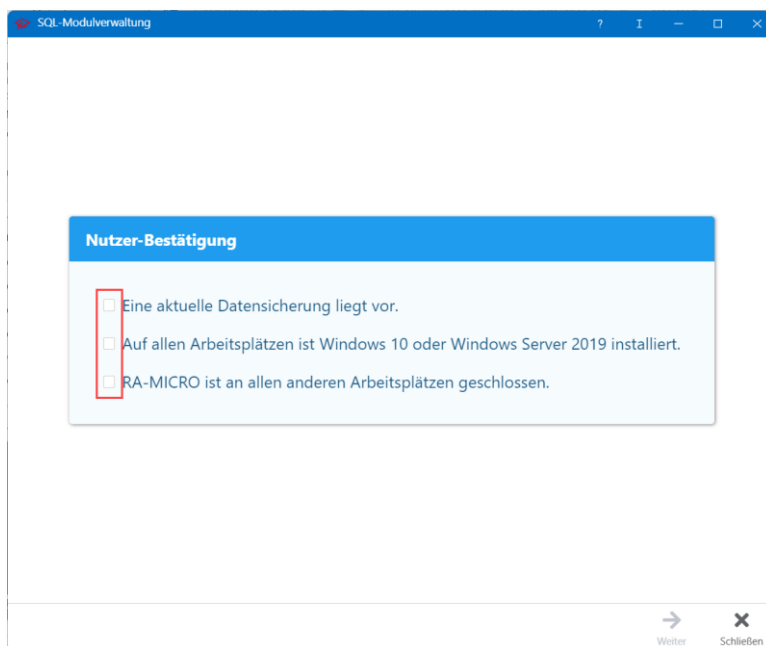 SQL-Modulverwaltung
Nutzer-Bestätigung
Eine aktuelle Datensicherung liegt vor.
Auf allen Arbeitsplätzen ist Windows 10 oder Windows Server 2019 installiert.
RA-MICRO ist an allen anderen Arbeitsplätzen geschlossen.
Weiter
Schließen